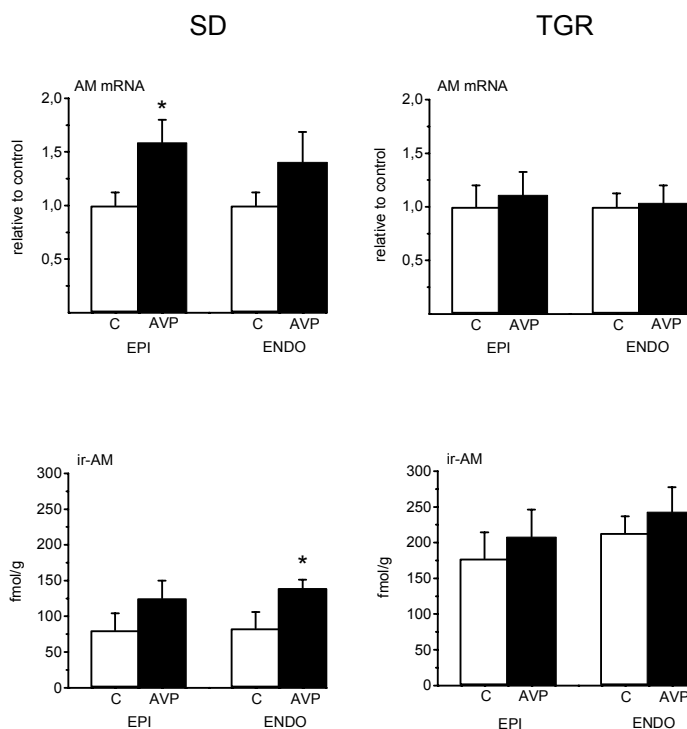 SD
TGR
AM mRNA
2,0
1,5
1,0
0,5
relative to control
*
C AVP C AVP
EPI ENDO
AM mRNA
2,0
1,5
1,0
0,5
relative to control
C AVP C AVP
EPI ENDO
ir-AM
300
250
200
150
100
50
0
fmol/g
*
C AVP C AVP
EPI ENDO
ir-AM
300
250
200
150
100
50
0
fmol/g
C AVP C AVP
EPI ENDO